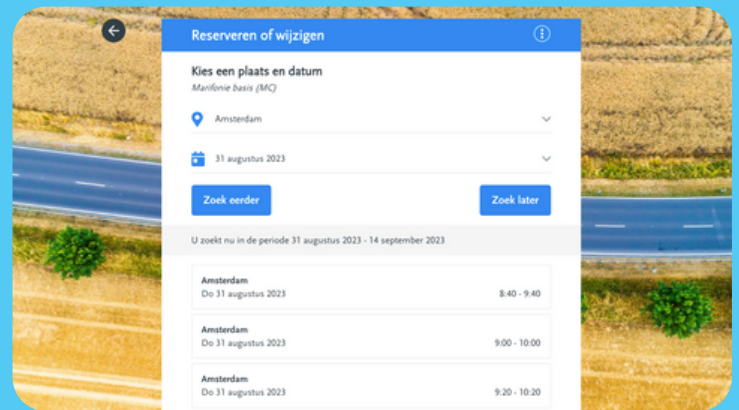 Reserveren of wijzigen
Kies een plaats en datum
Marifonie basis (MC)
Amsterdam
31 augustus 2023
Zoek eerder
Zoek later
U zoekt nu in de periode 31 augustus 2023 - 14 september 2023
Amsterdam
Do 31 augustus 2023 8:40 - 9:40
Amsterdam
Do 31 augustus 2023 9:00 - 10:00
Amsterdam
Do 31 augustus 2023 9:20 - 10:20